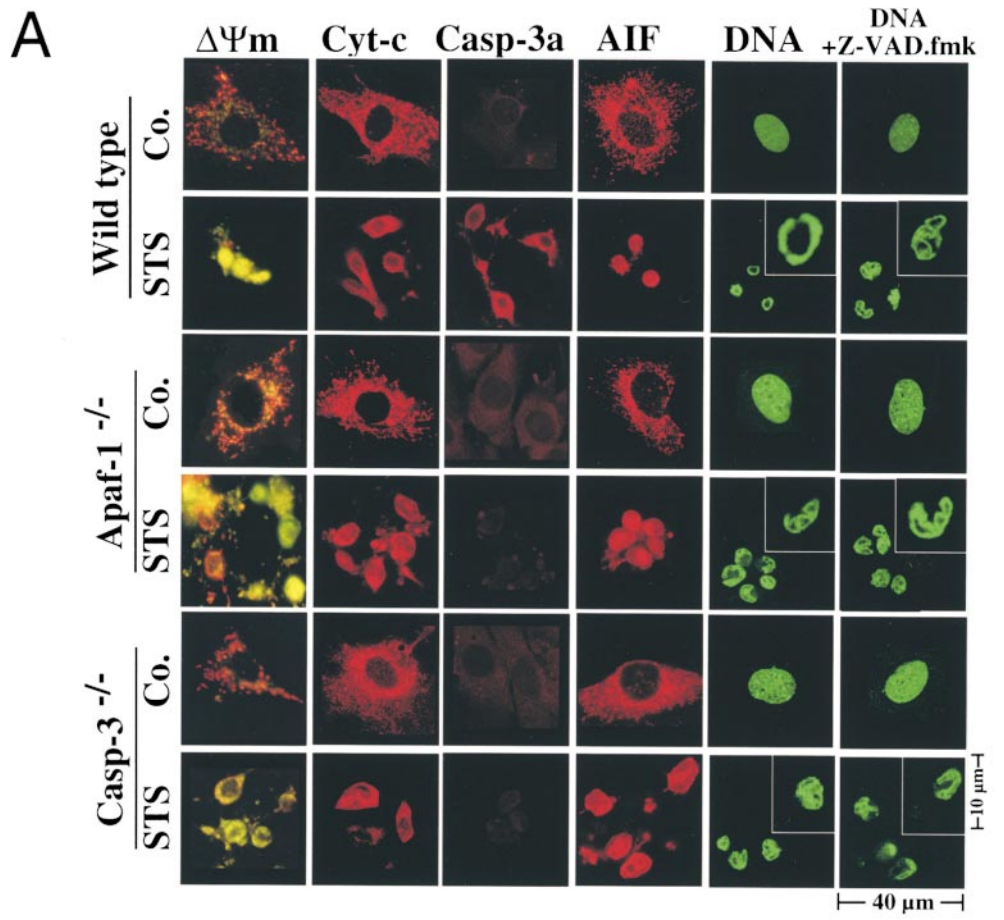 A
ΔΨm Cyt-c Casp-3a AIF DNA DNA
+Z-VAD.fmk
Wild type
Co.
STS
Apaf-1 -/-
Co.
STS
Casp-3 -/-
Co.
STS
10 μm
40 μm